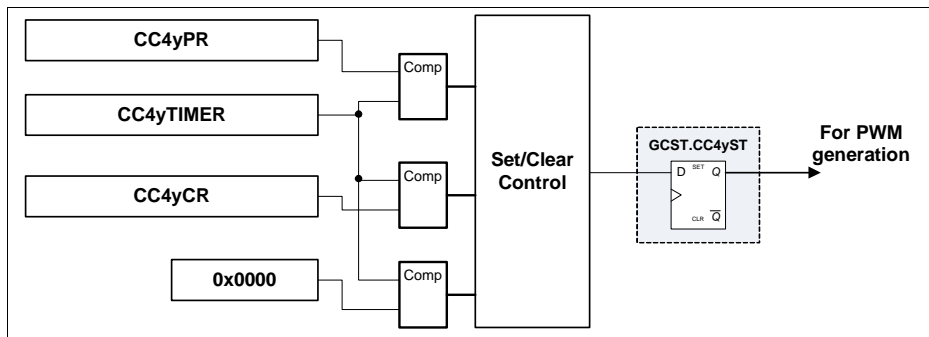 CC4yPR
Comp
CC4yTIMER
For PWM
generation
GCST.CC4yST
Set/Clear
Control
D
SET
Q
Comp
CC4yCR
CLR
Q
Comp
0x0000